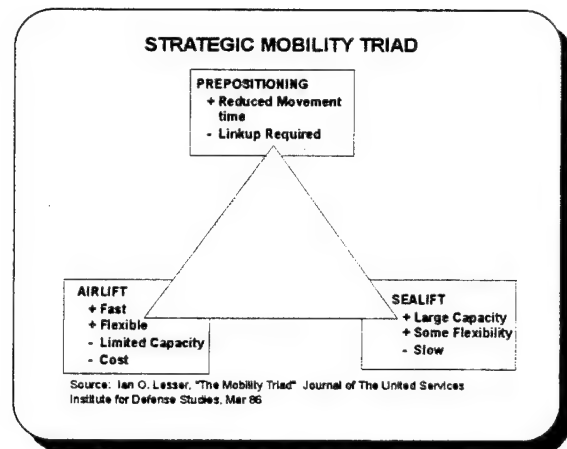 STRATEGIC MOBILITY TRIAD
PREPOSITIONING
+ Reduced Movement
time
- Linkup Required
AIRLIFT
+ Fast
+ Flexible
- Limited Capacity
- Cost
SEALIFT
+ Large Capacity
+ Some Flexibility
- Slow
Source: Ian O. Lesser, "The Mobility Triad" Journal of The United Services
Institute for Defense Studies, Mar 86